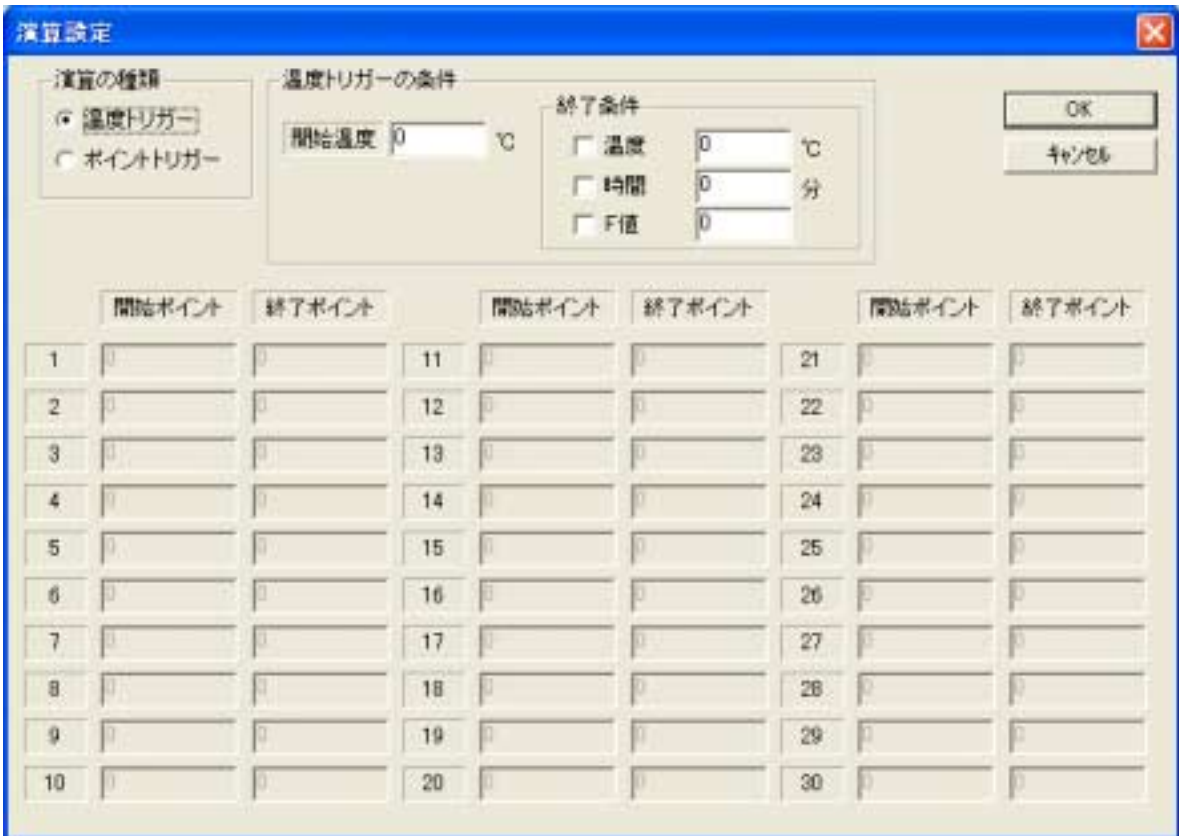 演算設定
演算の種類
温度トリガー
ポイントトリガー
温度トリガーの条件
開始温度 0 ℃
終了条件
温度 0 ℃
時間 0 分
F値 0
OK
キャンセル
開始ポイント 終了ポイント 開始ポイント 終了ポイント 開始ポイント 終了ポイント
1 0 0 11 0 0 21 0 0
2 0 0 12 0 0 22 0 0
3 0 0 13 0 0 23 0 0
4 0 0 14 0 0 24 0 0
5 0 0 15 0 0 25 0 0
6 0 0 16 0 0 26 0 0
7 0 0 17 0 0 27 0 0
8 0 0 18 0 0 28 0 0
9 0 0 19 0 0 29 0 0
10 0 0 20 0 0 30 0 0